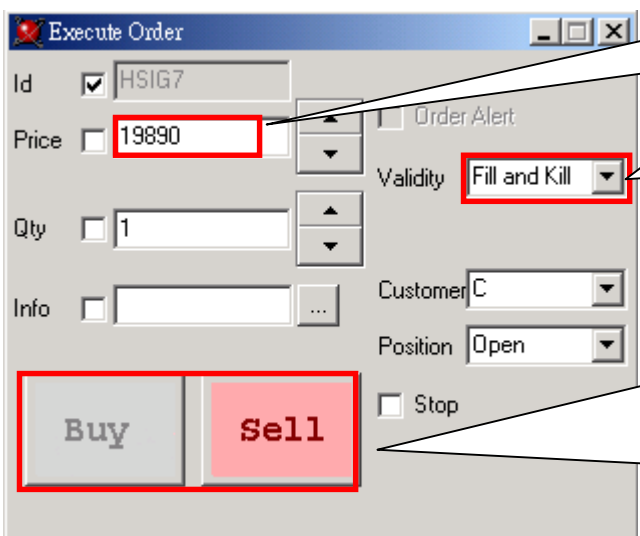 Execute Order
Id HSIG7
Order Alert
Price 19890
Validity Fill and Kill
Qty 1
Customer C
Info ...
Position Open
Stop
Buy Sell